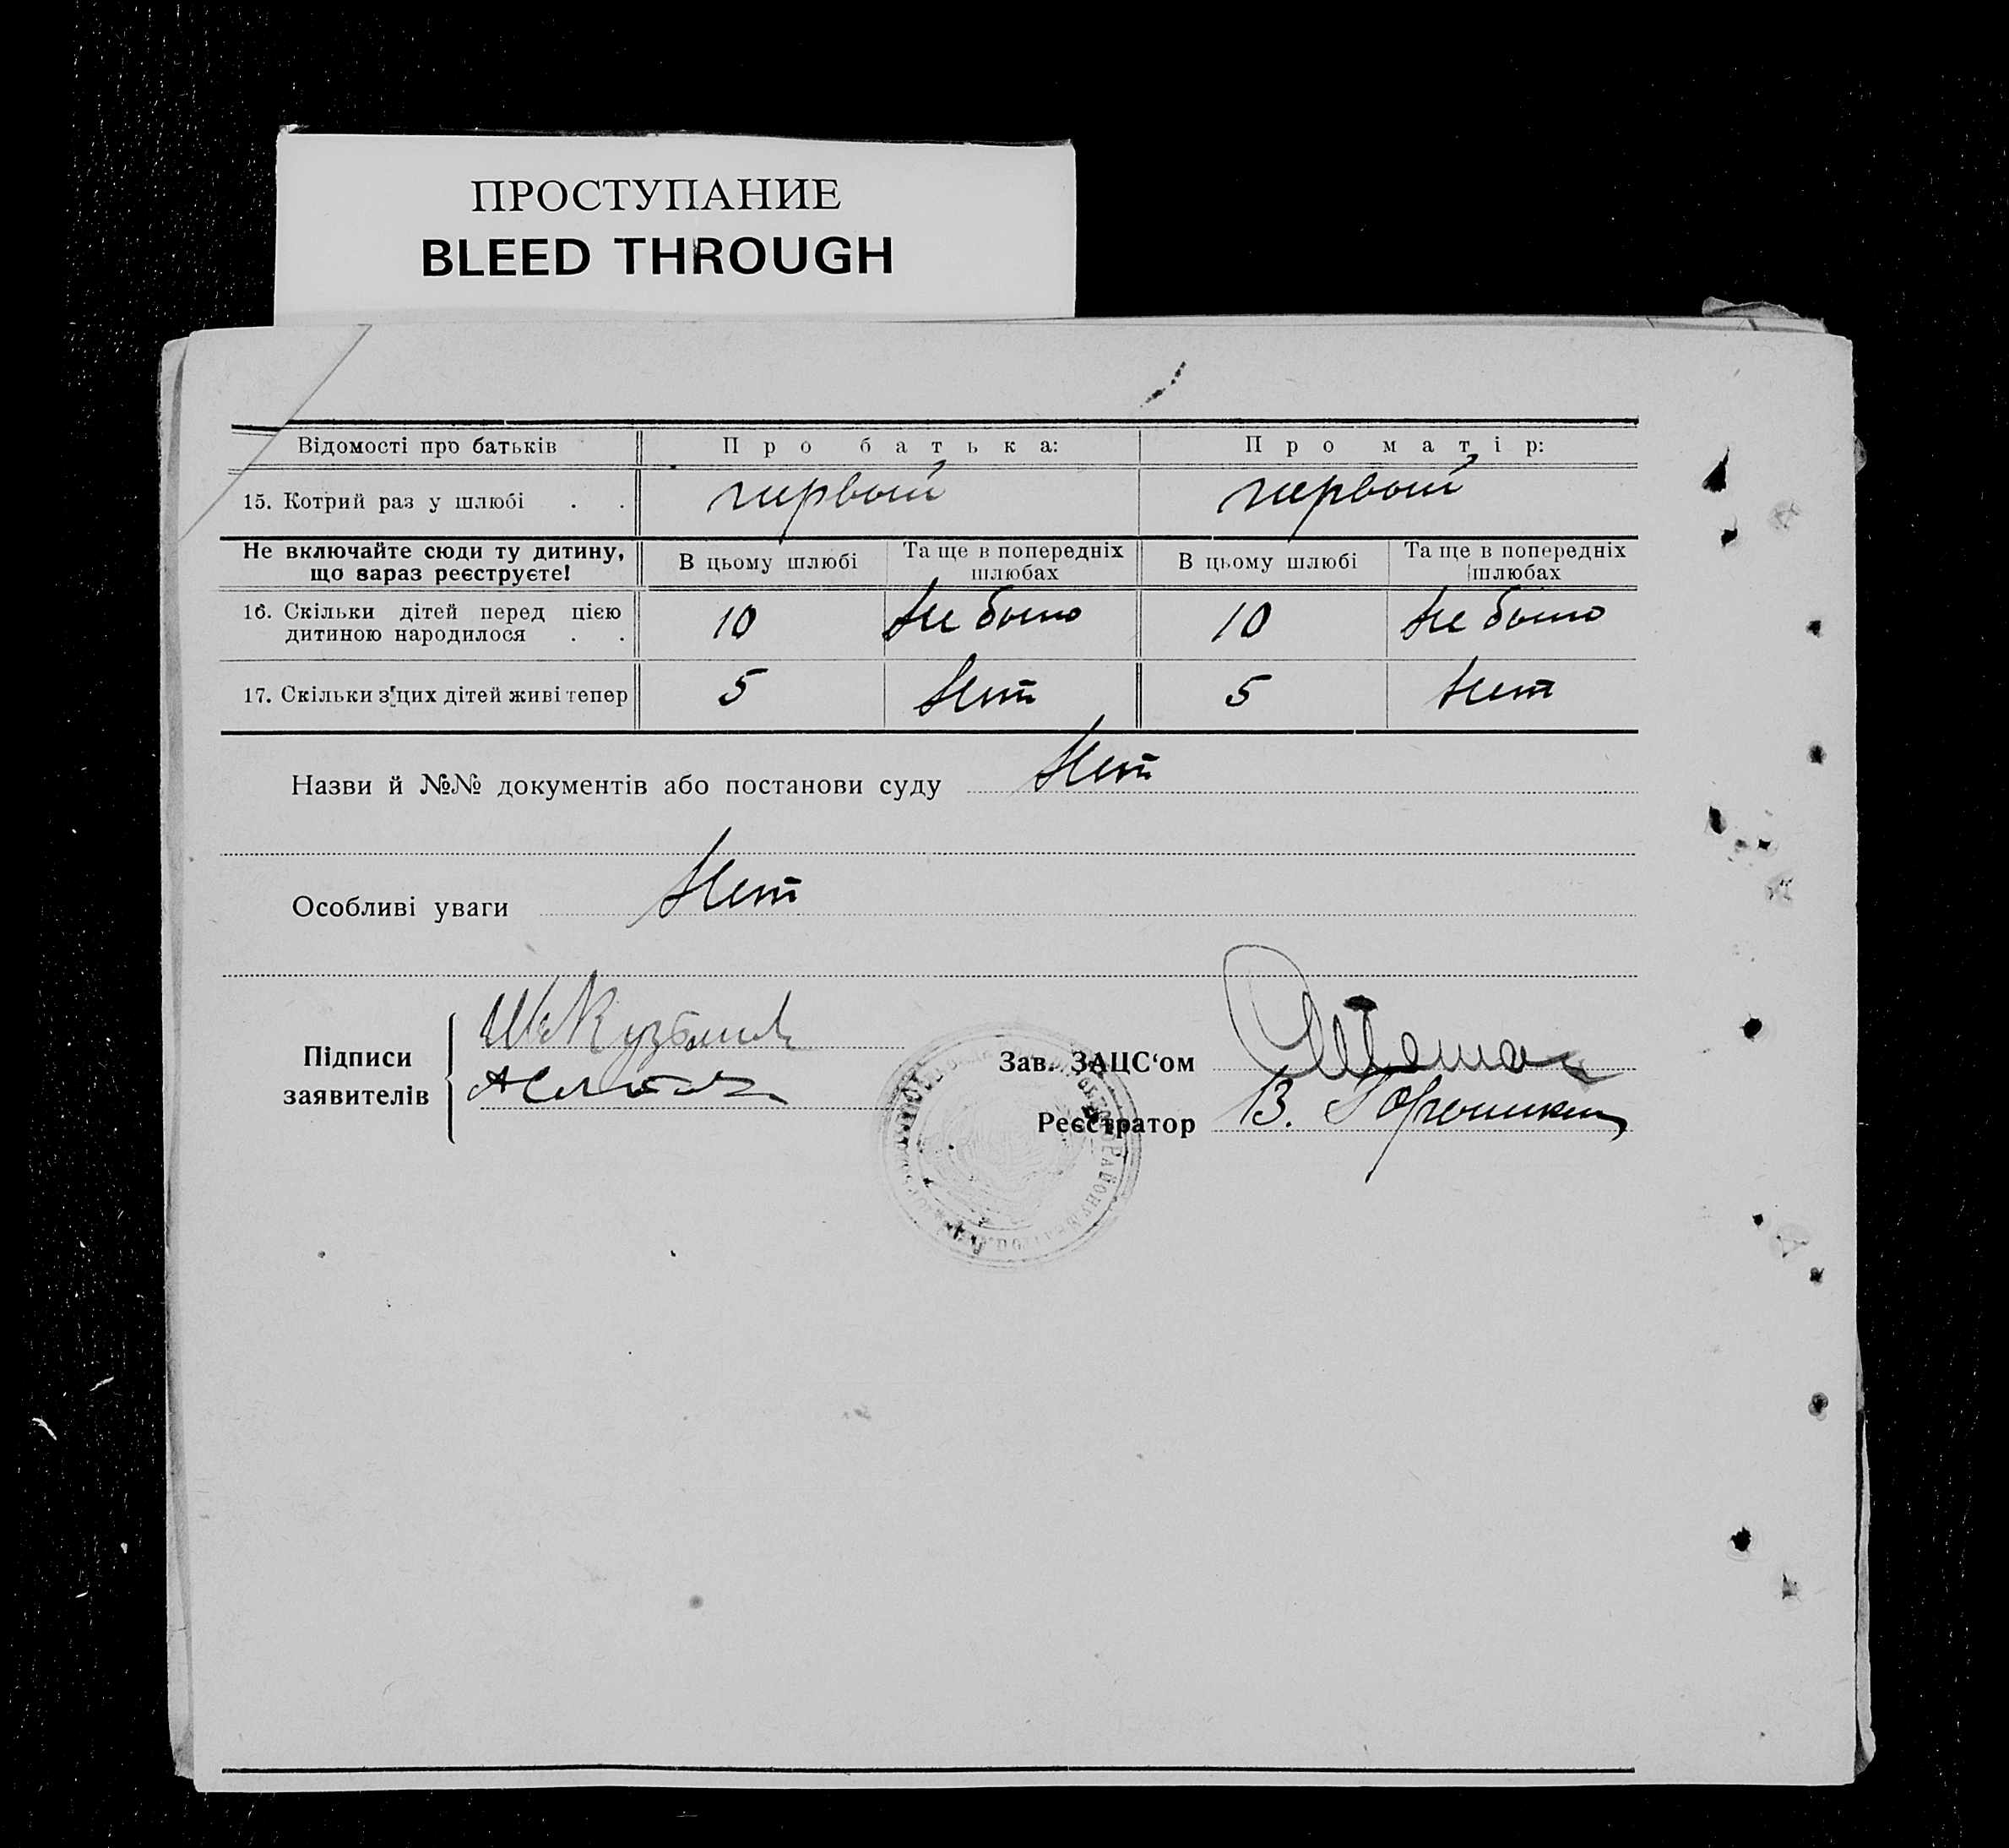 ПРОСТУПАНИЕ
BLEED THROUGH
Відомості про батьків Про батька: Про матір:
15. Котрий раз у шлюбі . . первый первый
Не включайте сюди ту дитину, що зараз реєструєте! В цьому шлюбі Та ще в попередніх шлюбах В цьому шлюбі Та ще в попередніх шлюбах
16. Скільки дітей перед цією дитиною народилося . . 10 Не было 10 Не было
17. Скільки з цих дітей живі тепер 5 Нет 5 Нет
Назви й №№ документів або постанови суду Нет
Особливі уваги Нет
Підписи заявителів
Зав. ЗАЦС‘ом
Реєстратор В.